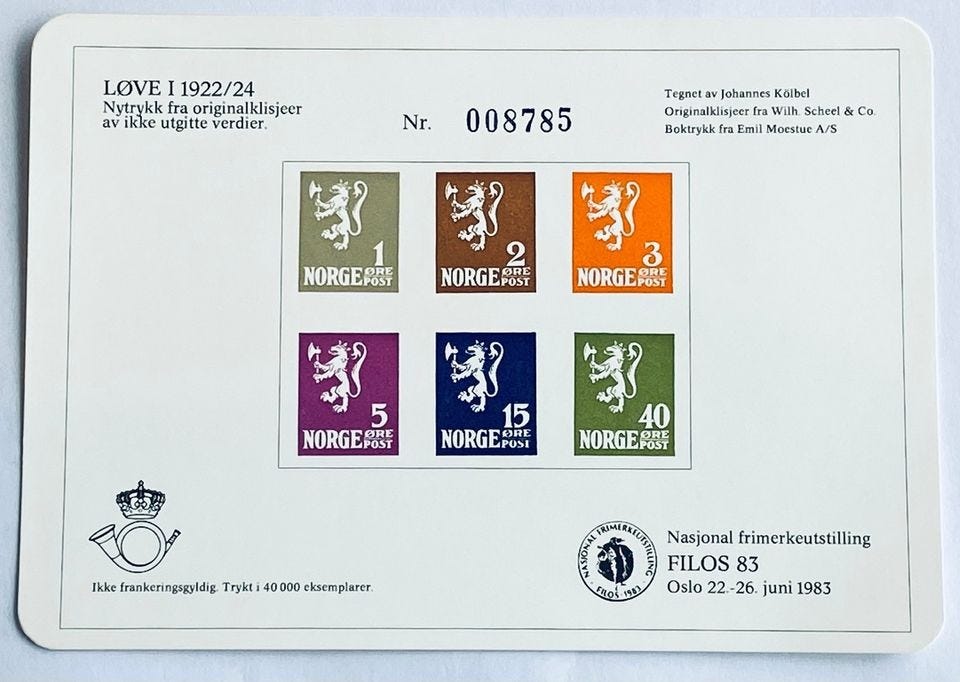 LØVE I 1922/24
Nytrykk fra originalklisjeer
av ikke utgitte verdier.
Nr. 008785
Tegnet av Johannes Kölbel
Originalklisjeer fra Wilh. Scheel & Co.
Boktrykk fra Emil Moestue A/S
1
NORGE ØRE POST
2
NORGE ØRE POST
3
NORGE ØRE POST
5
NORGE ØRE POST
15
NORGE ØRE POST
40
NORGE ØRE POST
Ikke frankeringsgyldig. Trykt i 40 000 eksemplarer.
NASJONAL FRIMERKEUTSTILLING
· FILOS 1983 ·
Nasjonal frimerkeutstilling
FILOS 83
Oslo 22.-26. juni 1983